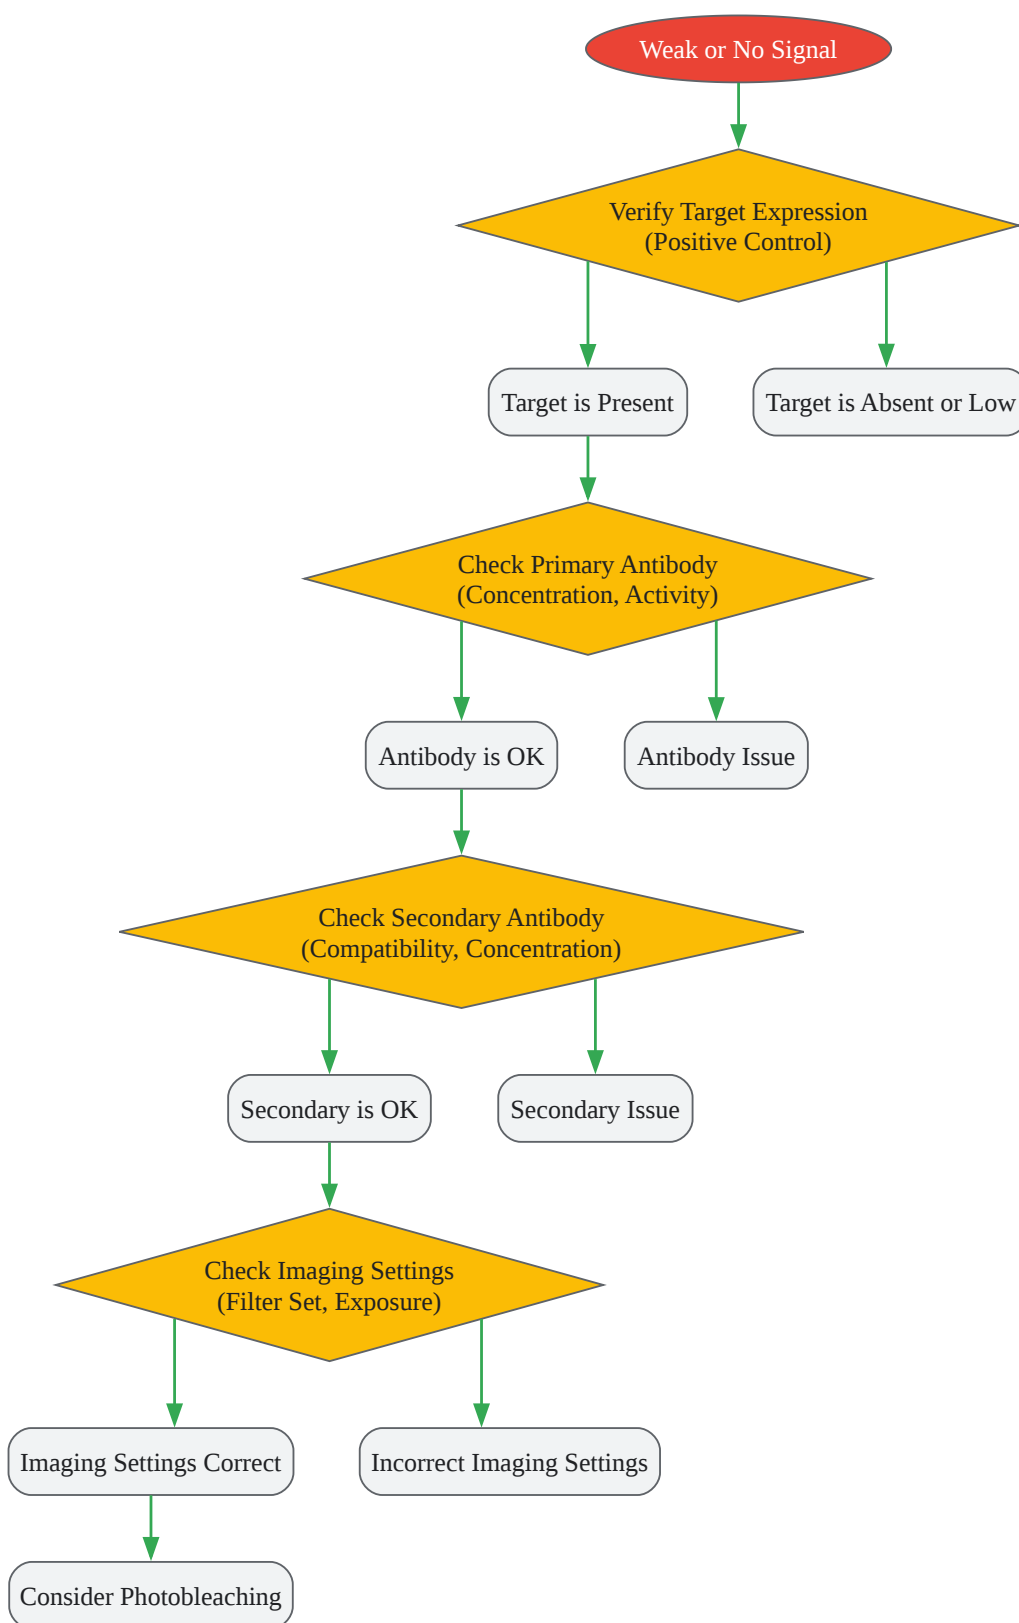 Weak or No Signal
Verify Target Expression
(Positive Control)
Target is Present
Target is Absent or Low
Check Primary Antibody
(Concentration, Activity)
Antibody is OK
Antibody Issue
Check Secondary Antibody
(Compatibility, Concentration)
Secondary is OK
Secondary Issue
Check Imaging Settings
(Filter Set, Exposure)
Imaging Settings Correct
Incorrect Imaging Settings
Consider Photobleaching